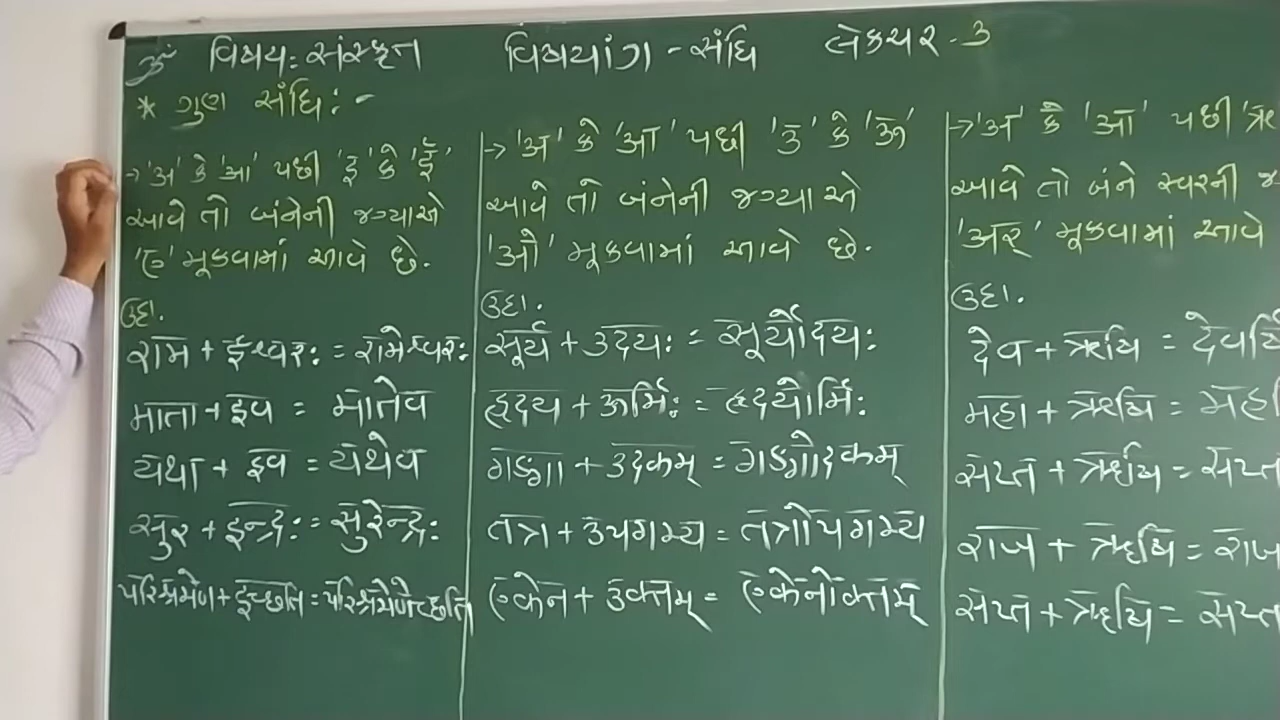 ॐ વિષય: સંસ્કૃત વિષયાંગ - સંધિ લેક્ચર - 3
* ગુણ સંધિ: -
→ 'अ' કે 'आ' પછી 'इ' કે 'ई'
આવે તો બંનેની જગ્યાએ
'ए' મૂકવામાં આવે છે.
ઉદા.
राम + ईश्वरः = रामेश्वरः
माता + इव = मातेव
यथा + इव = यथेव
सुर + इन्द्रः = सुरेन्द्रः
परिश्रमेण + इच्छति = परिश्रमेणेच्छति
→ 'अ' કે 'आ' પછી 'उ' કે 'ऊ'
આવે તો બંનેની જગ્યાએ
'ओ' મૂકવામાં આવે છે.
ઉદા.
सूर्य + उदयः = सूर्योदयः
हृदय + ऊर्मिः = हृदयोर्मिः
गङ्गा + उदकम् = गङ्गोदकम्
तत्र + उपगम्य = तत्रोपगम्य
एकेन + उक्तम् = एकेनोक्तम्
→ 'अ' કે 'आ' પછી 'ऋ
આવે તો બંને સ્વરની
'अर' મૂકવામાં આવે
ઉદા.
देव + ऋषि = देवर्षि
महा + ऋषि = मह
सप्त + ऋषि = सप्त
राज + ऋषि = राज
सप्त + ऋषि = सप्त